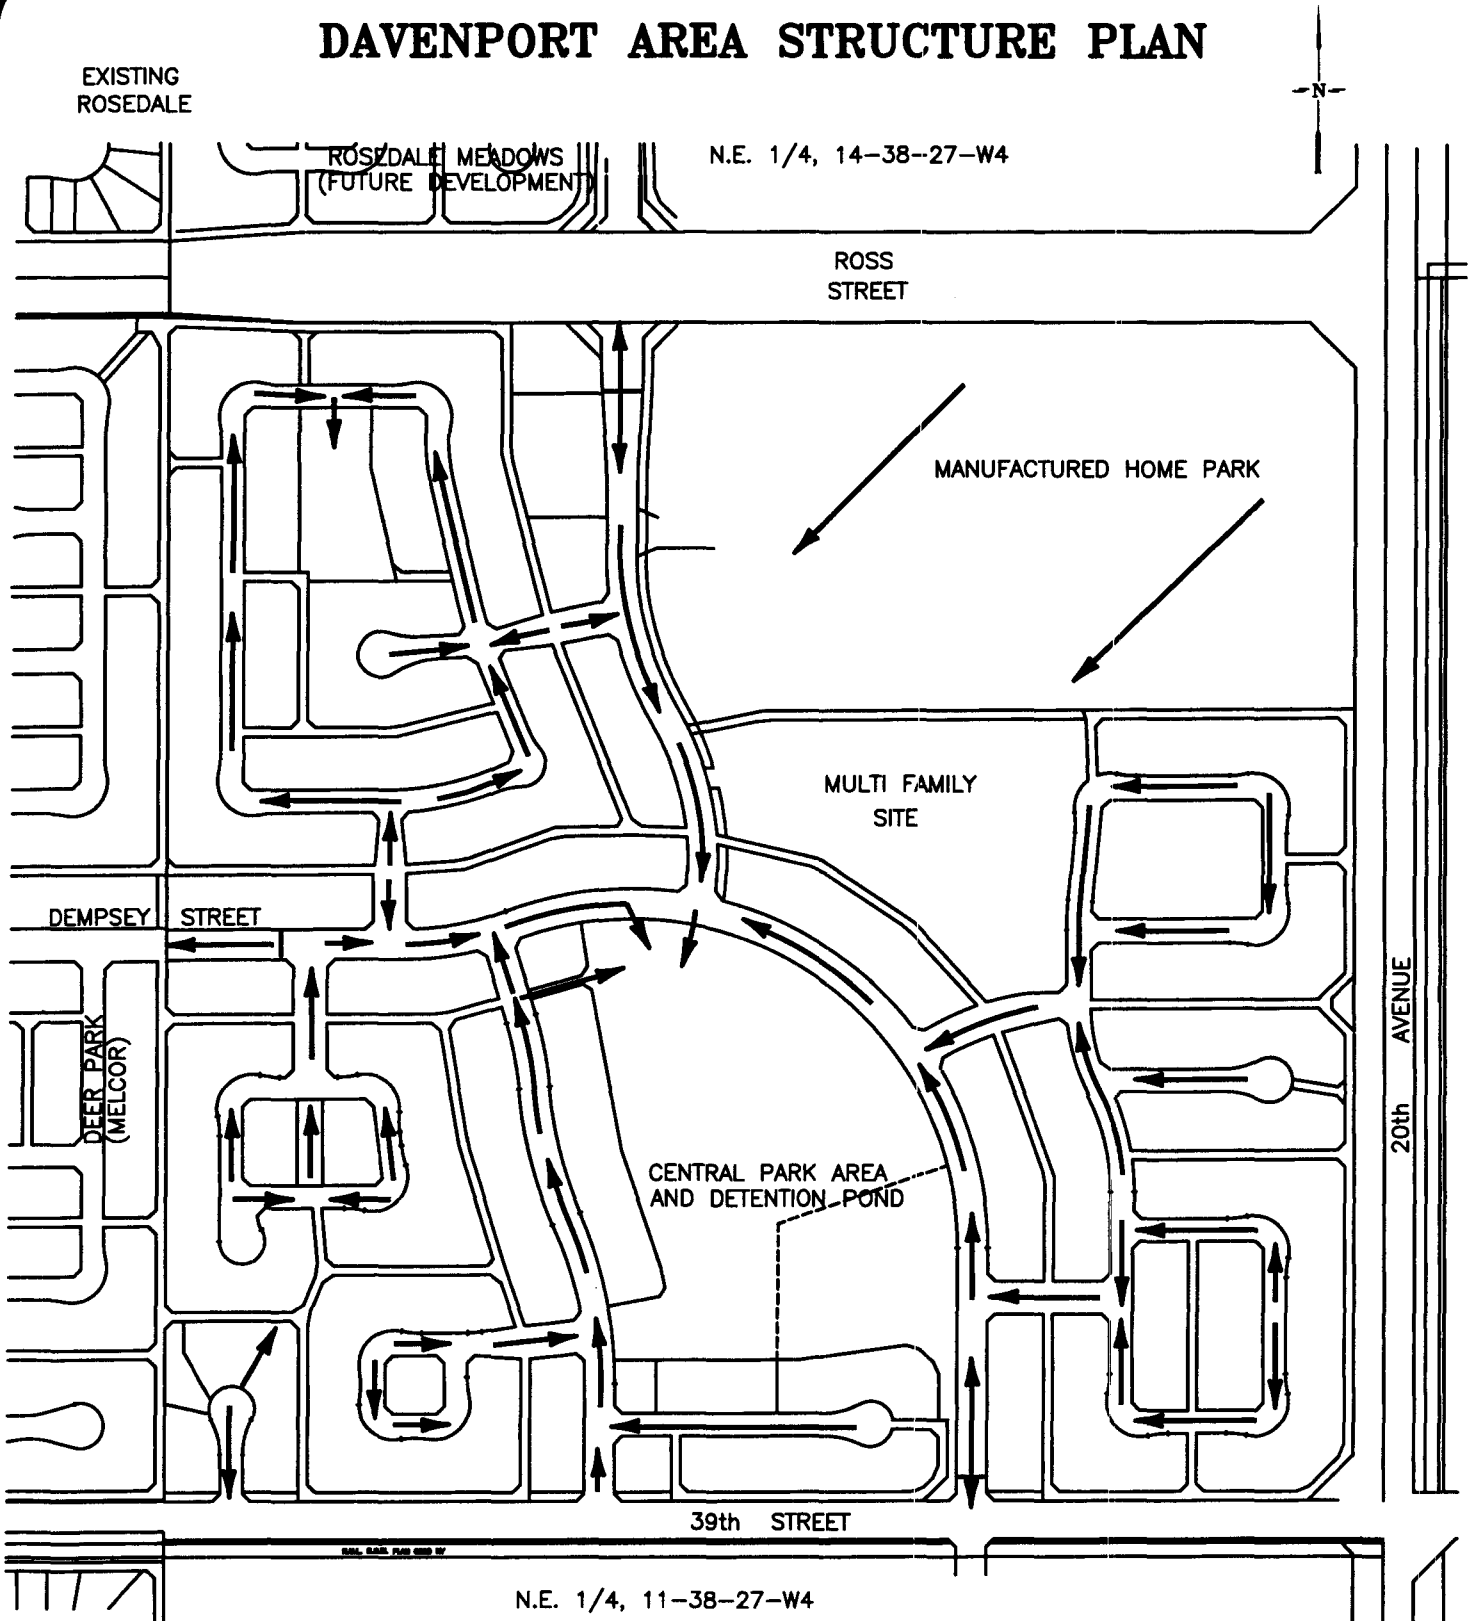 DAVENPORT AREA STRUCTURE PLAN
EXISTING
ROSEDALE
-N-
ROSEDALE MEADOWS
(FUTURE DEVELOPMENT)
N.E. 1/4, 14-38-27-W4
ROSS
STREET
MANUFACTURED HOME PARK
MULTI FAMILY
SITE
DEMPSEY STREET
DEER PARK
(MELCOR)
20th AVENUE
CENTRAL PARK AREA
AND DETENTION POND
39th STREET
N.E. 1/4, 11-38-27-W4